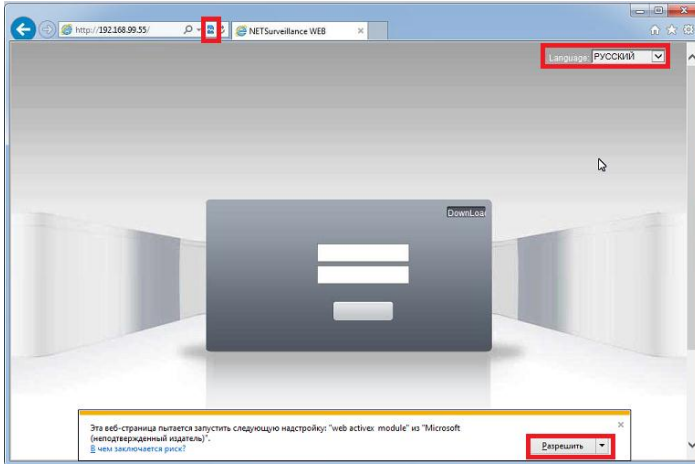 http://192.168.99.55/
NETSurveillance WEB
Language: РУССКИЙ
DownLoa
Эта веб-страница пытается запустить следующую надстройку: "web activex module" из "Microsoft
(неподтвержденный издатель)".
В чем заключается риск?
Разрешить